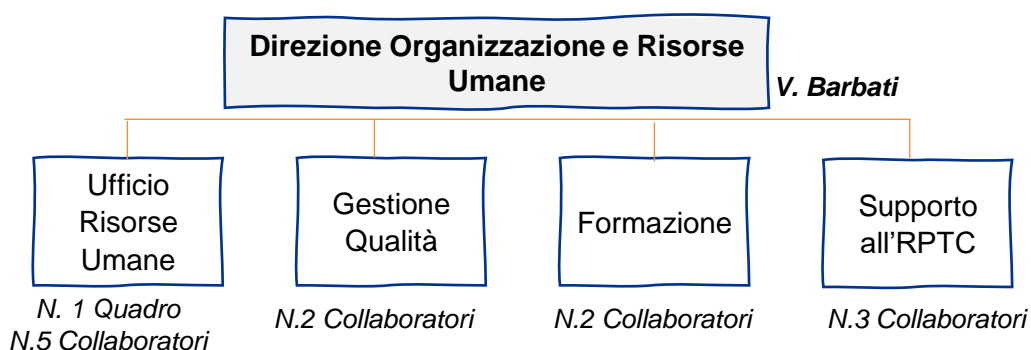 Direzione Organizzazione e Risorse
Umane
V. Barbati
Ufficio
Risorse
Umane
Gestione
Qualità
Formazione
Supporto
all’RPTC
N. 1 Quadro
N.5 Collaboratori
N.2 Collaboratori
N.2 Collaboratori
N.3 Collaboratori